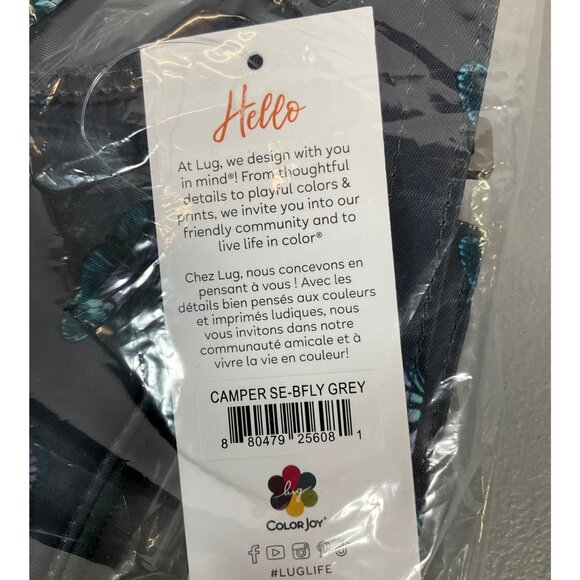 Hello
At Lug, we design with you
in mind®! From thoughtful
details to playful colors &
prints, we invite you into our
friendly community and to
live life in color®
Chez Lug, nous concevons en
pensant à vous ! Avec les
détails bien pensés aux couleurs
et imprimés ludiques, nous
vous invitons dans notre
communauté amicale et à
vivre la vie en couleur!
CAMPER SE-BFLY GREY
8 80479 25608 1
lug
COLORJOY®
#LUGLIFE